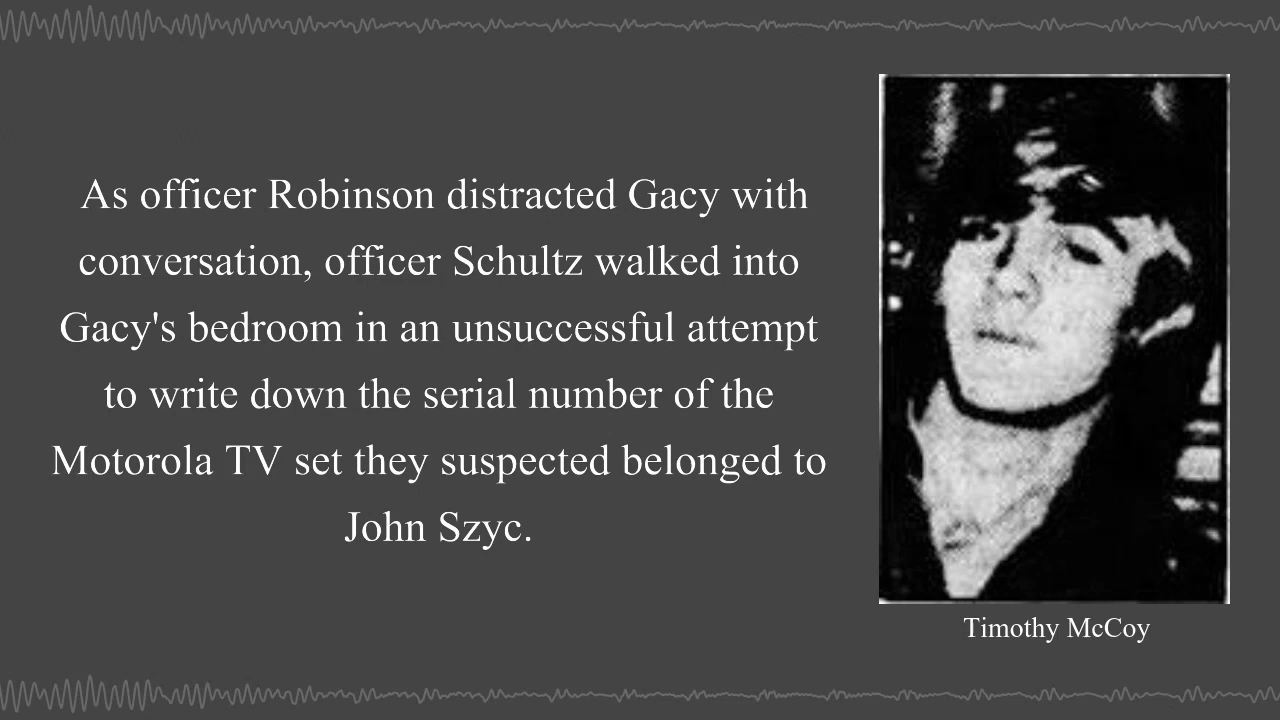 As officer Robinson distracted Gacy with
conversation, officer Schultz walked into
Gacy's bedroom in an unsuccessful attempt
to write down the serial number of the
Motorola TV set they suspected belonged to
John Szyc.
Timothy McCoy